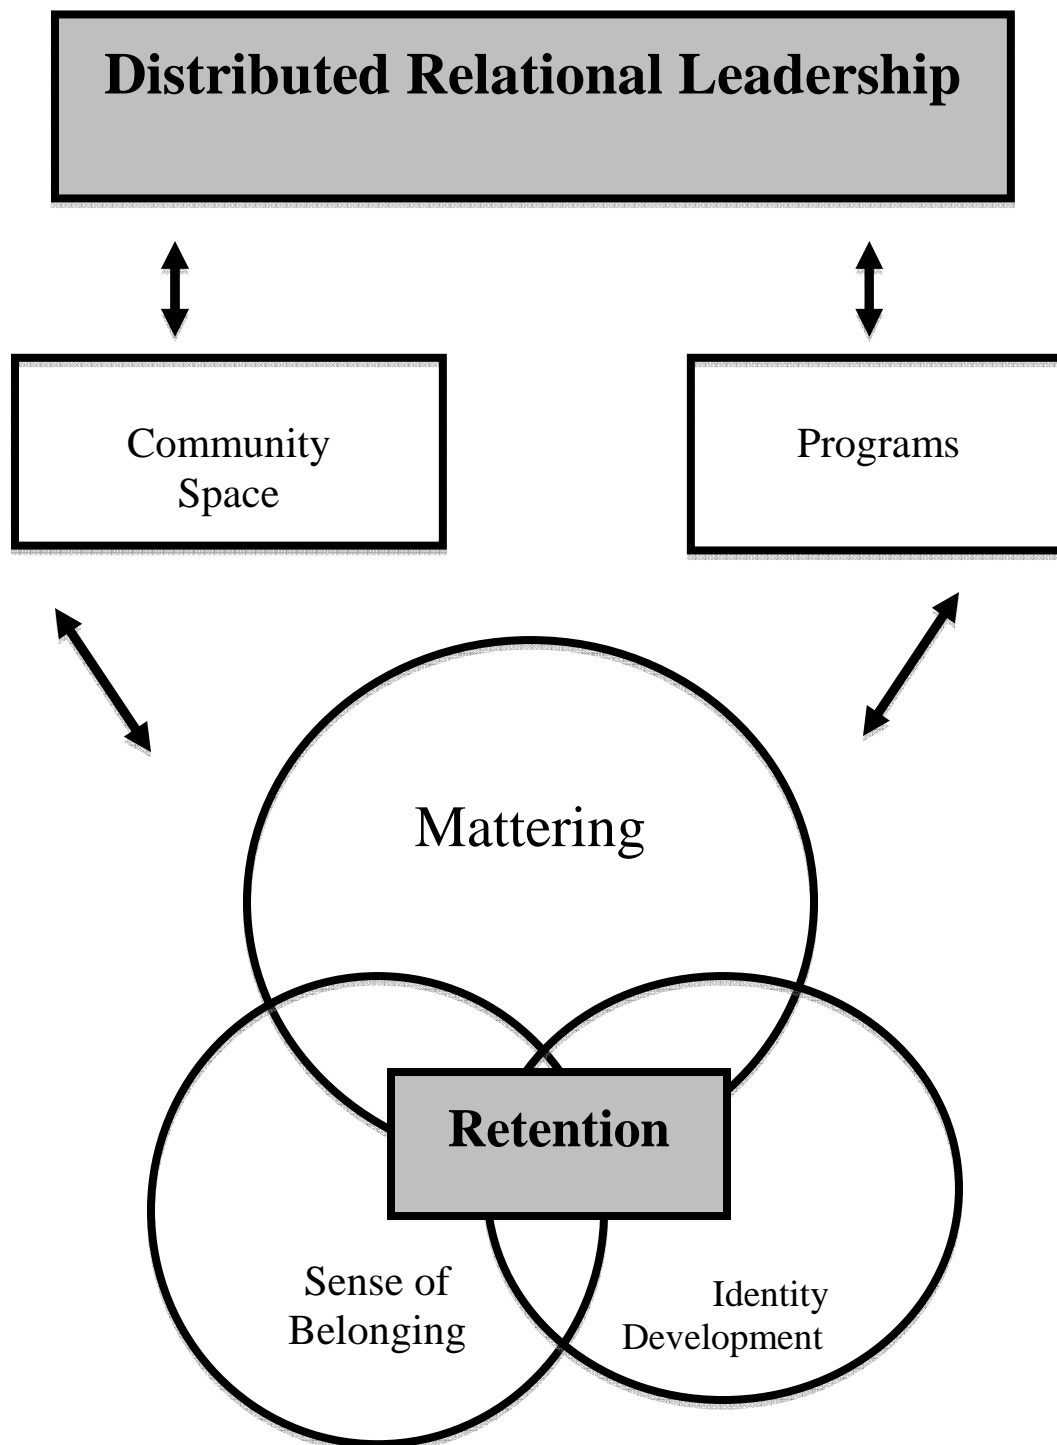 Distributed Relational Leadership
Community
Space
Programs
Mattering
Retention
Sense of
Belonging
Identity
Development